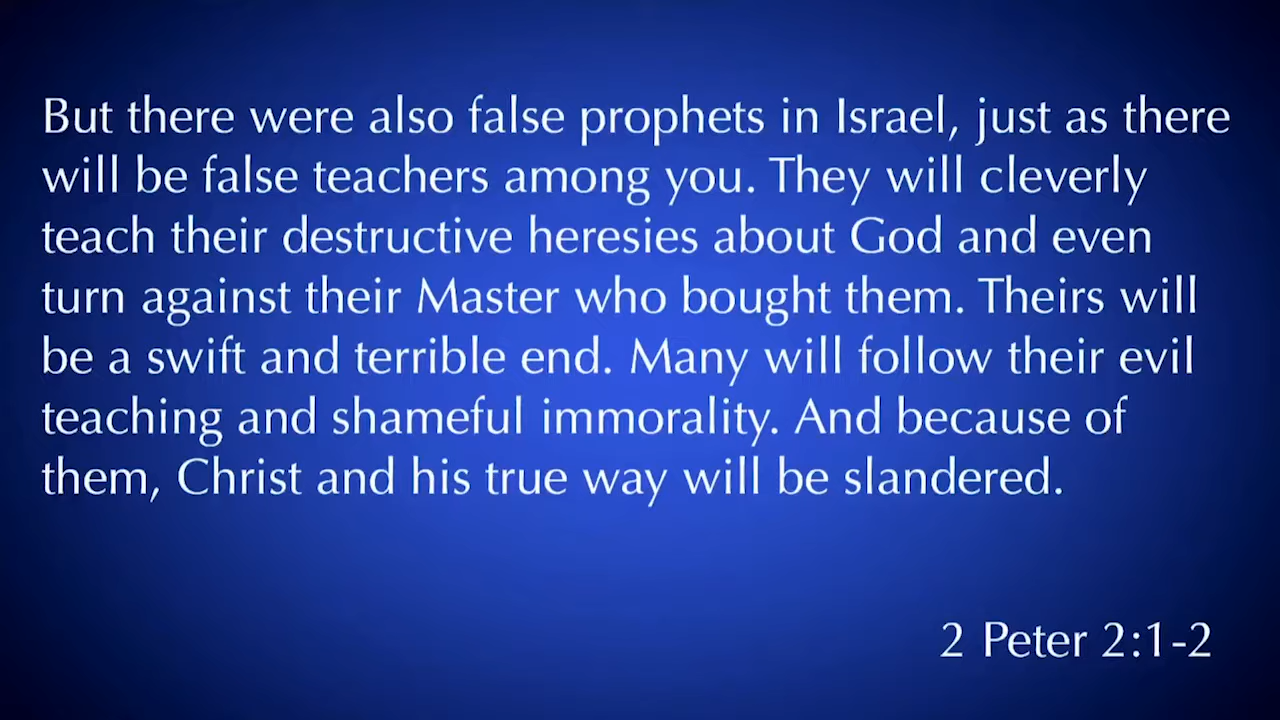 But there were also false prophets in Israel, just as there
will be false teachers among you. They will cleverly
teach their destructive heresies about God and even
turn against their Master who bought them. Theirs will
be a swift and terrible end. Many will follow their evil
teaching and shameful immorality. And because of
them, Christ and his true way will be slandered.
2 Peter 2:1-2